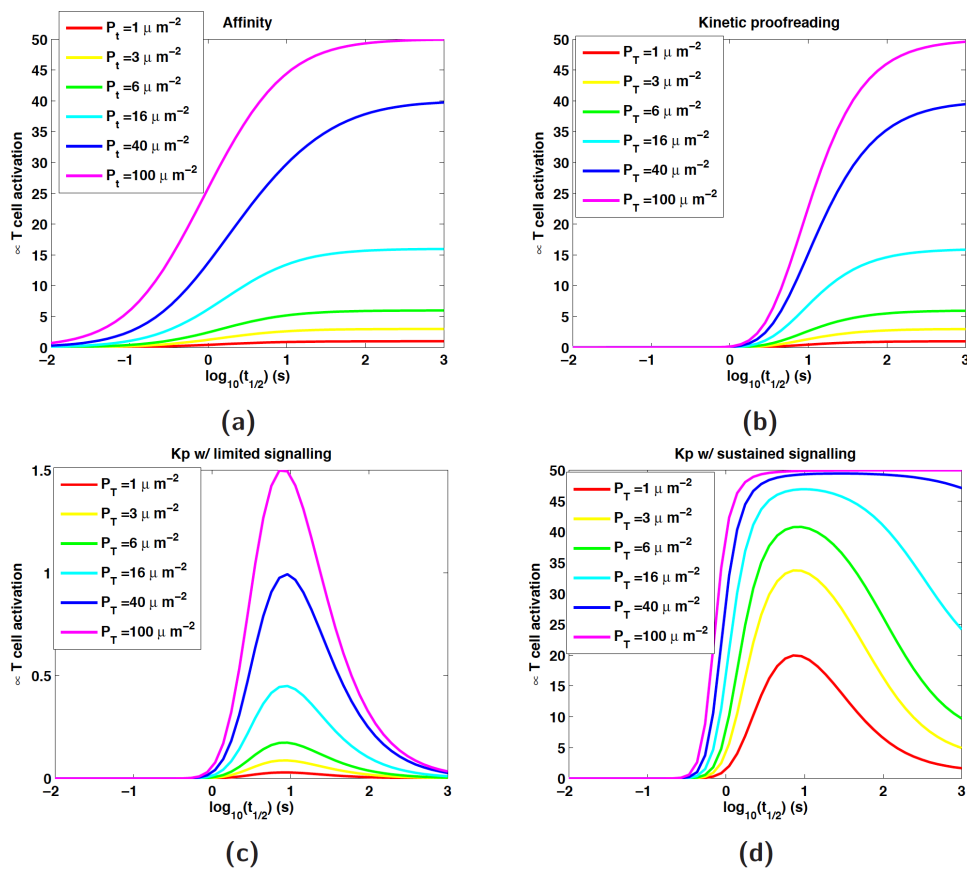 Affinity
P_t =1 μ m⁻²
P_t =3 μ m⁻²
P_t =6 μ m⁻²
P_t =16 μ m⁻²
P_t =40 μ m⁻²
P_t =100 μ m⁻²
∝ T cell activation
50
45
40
35
30
25
20
15
10
5
0
−2 −1 0 1 2 3
log₁₀(t₁/₂) (s)
(a)
Kinetic proofreading
P_T =1 μ m⁻²
P_T =3 μ m⁻²
P_T =6 μ m⁻²
P_T =16 μ m⁻²
P_T =40 μ m⁻²
P_T =100 μ m⁻²
∝ T cell activation
50
45
40
35
30
25
20
15
10
5
0
−2 −1 0 1 2 3
log₁₀(t₁/₂) (s)
(b)
Kp w/ limited signalling
P_T =1 μ m⁻²
P_T =3 μ m⁻²
P_T =6 μ m⁻²
P_T =16 μ m⁻²
P_T =40 μ m⁻²
P_T =100 μ m⁻²
∝ T cell activation
1.5
1
0.5
0
−2 −1 0 1 2 3
log₁₀(t₁/₂) (s)
(c)
Kp w/ sustained signalling
P_T =1 μ m⁻²
P_T =3 μ m⁻²
P_T =6 μ m⁻²
P_T =16 μ m⁻²
P_T =40 μ m⁻²
P_T =100 μ m⁻²
∝ T cell activation
50
45
40
35
30
25
20
15
10
5
0
−2 −1 0 1 2 3
log₁₀(t₁/₂) (s)
(d)